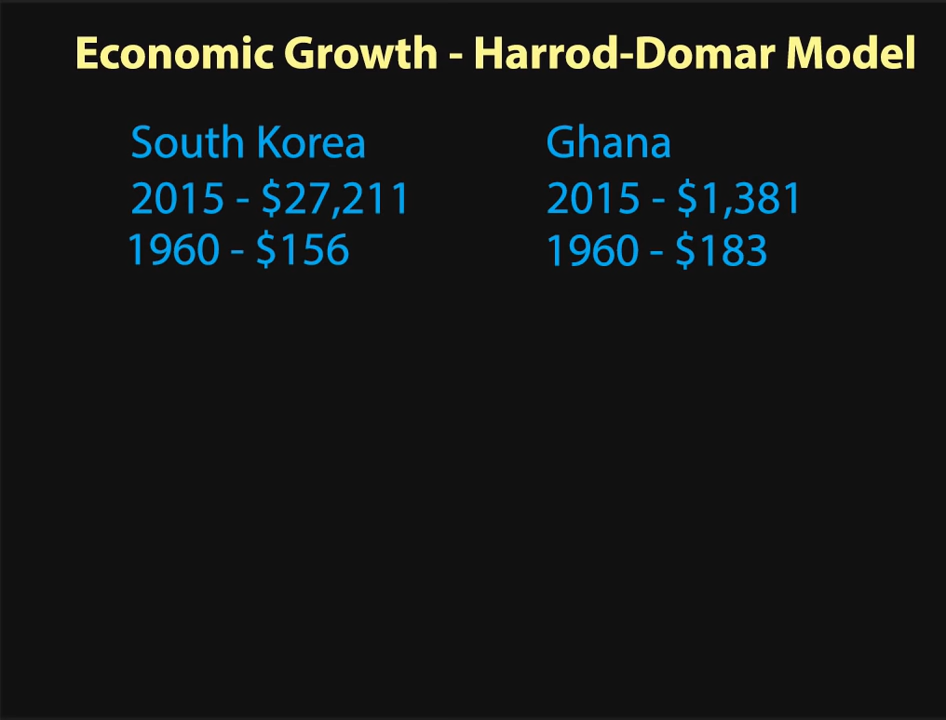 Economic Growth - Harrod-Domar Model
South Korea
2015 - $27,211
1960 - $156
Ghana
2015 - $1,381
1960 - $183